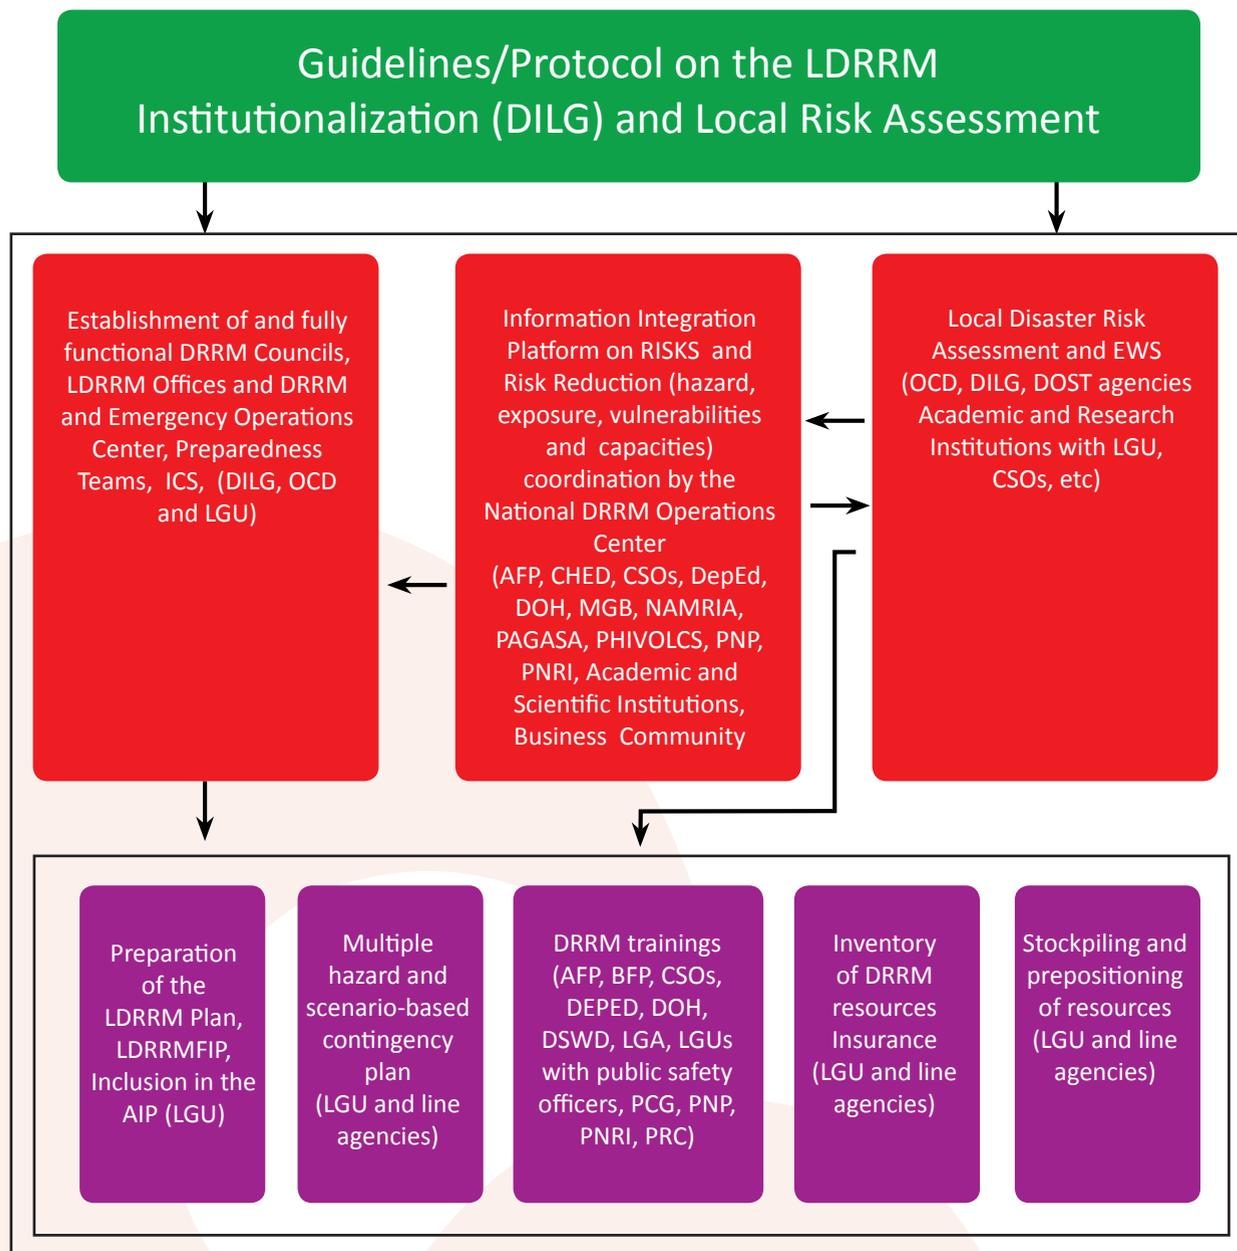 Guidelines/Protocol on the LDRRM
Institutionalization (DILG) and Local Risk Assessment
Establishment of and fully
functional DRRM Councils,
LDRRM Offices and DRRM
and Emergency Operations
Center, Preparedness
Teams, ICS, (DILG, OCD
and LGU)
Information Integration
Platform on RISKS and
Risk Reduction (hazard,
exposure, vulnerabilities
and capacities)
coordination by the
National DRRM Operations
Center
(AFP, CHED, CSOs, DepEd,
DOH, MGB, NAMRIA,
PAGASA, PHIVOLCS, PNP,
PNRI, Academic and
Scientific Institutions,
Business Community
Local Disaster Risk
Assessment and EWS
(OCD, DILG, DOST agencies
Academic and Research
Institutions with LGU,
CSOs, etc)
Preparation
of the
LDRRM Plan,
LDRRMFIP,
Inclusion in the
AIP (LGU)
Multiple
hazard and
scenario-based
contingency
plan
(LGU and line
agencies)
DRRM trainings
(AFP, BFP, CSOs,
DEPED, DOH,
DSWD, LGA, LGUs
with public safety
officers, PCG, PNP,
PNRI, PRC)
Inventory
of DRRM
resources
Insurance
(LGU and line
agencies)
Stockpiling and
prepositioning
of resources
(LGU and line
agencies)